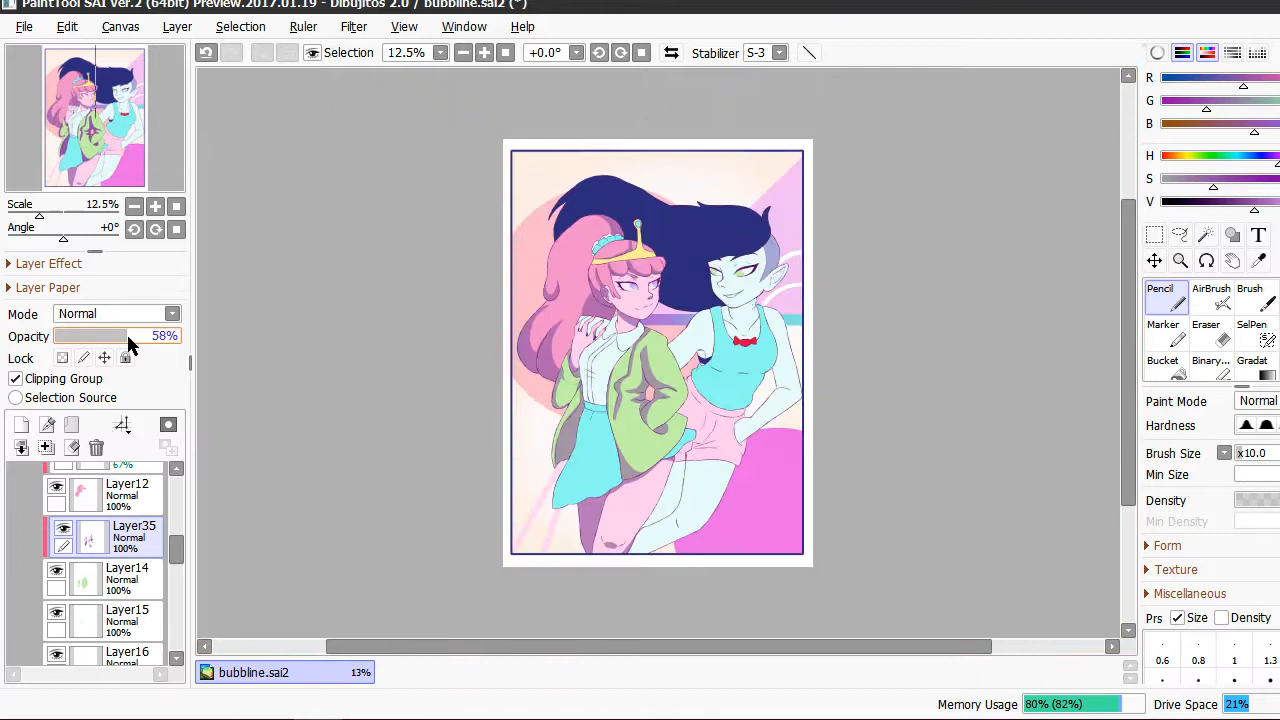 PaintTool SAI Ver.2 (64bit) Preview.2017.01.19 - Dibujitos 2.0 / bubbline.sai2 (*)
File Edit Canvas Layer Selection Ruler Filter View Window Help
Selection 12.5% +0.0° Stabilizer S-3
Scale 12.5%
Angle +0°
Layer Effect
Layer Paper
Mode Normal
Opacity 58%
Lock
Clipping Group
Selection Source
67%
Layer12
Normal
100%
Layer35
Normal
100%
Layer14
Normal
100%
Layer15
Normal
100%
Layer16
Normal
bubbline.sai2 13%
R
G
B
H
S
V
T
Pencil AirBrush Brush
Marker Eraser SelPen
Bucket Binary... Gradat
Paint Mode Normal
Hardness
Brush Size x10.0
Min Size
Density
Min Density
Form
Texture
Miscellaneous
Prs Size Density
0.6 0.8 1 1.3
Memory Usage 80% (82%) Drive Space 21%